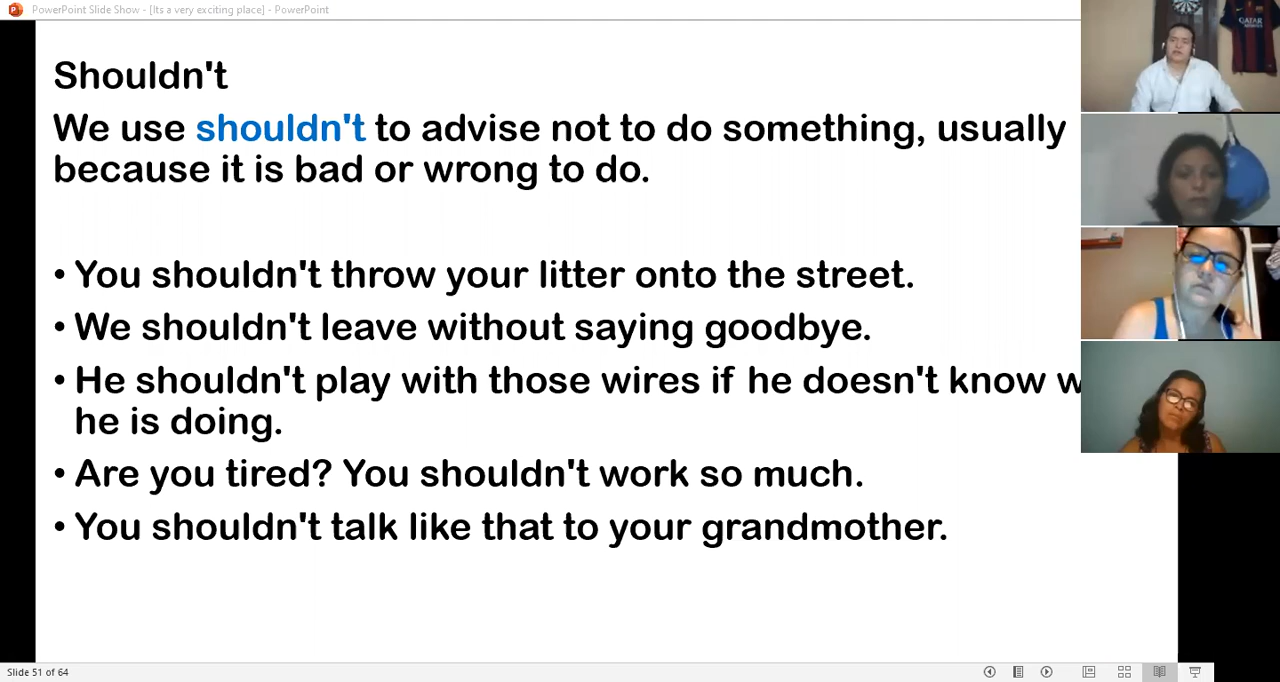 PowerPoint Slide Show - [Its a very exciting place] - PowerPoint
Shouldn't
We use shouldn't to advise not to do something, usually
because it is bad or wrong to do.
• You shouldn't throw your litter onto the street.
• We shouldn't leave without saying goodbye.
• He shouldn't play with those wires if he doesn't know
he is doing.
• Are you tired? You shouldn't work so much.
• You shouldn't talk like that to your grandmother.
Slide 51 of 64
QATAR